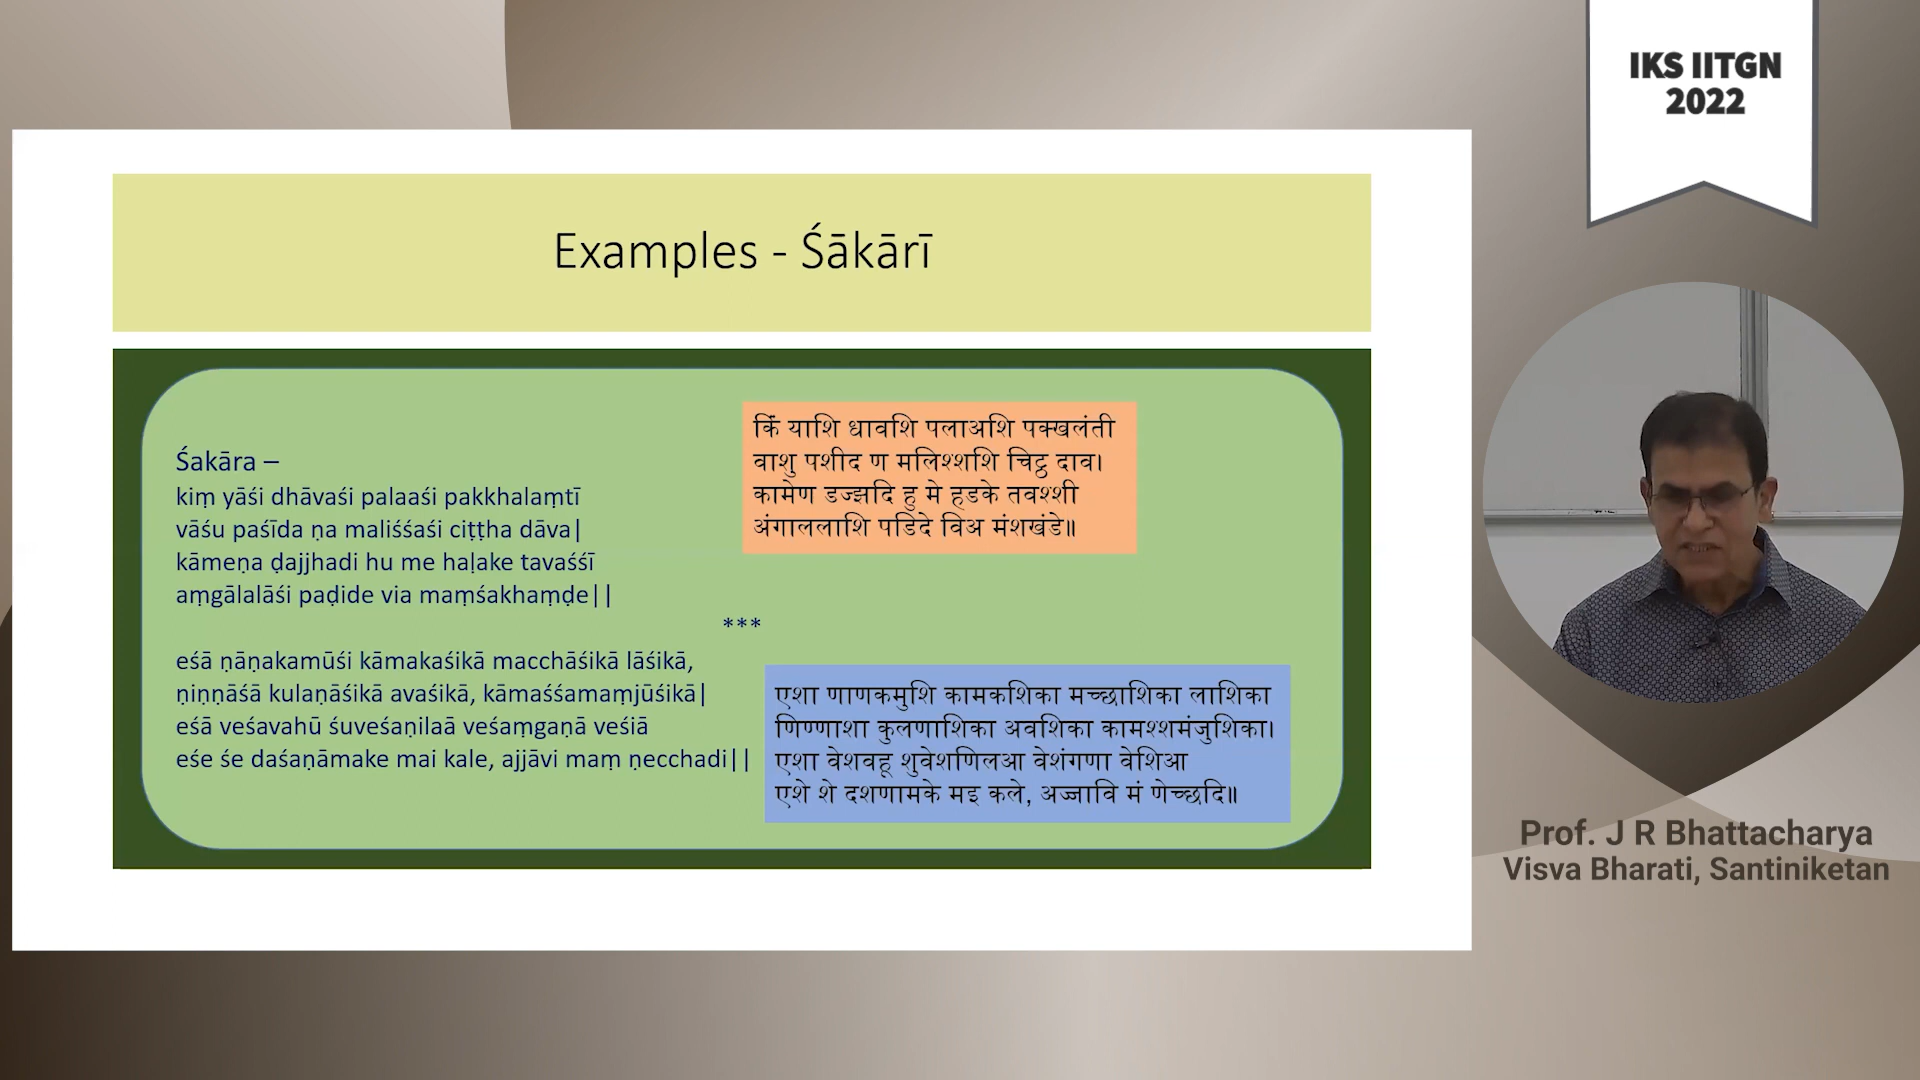 IKS IITGN
2022
Examples - Śākārī
Śakāra –
kiṃ yāśi dhāvaśi palaaśi pakkhalaṃtī
vāśu paśīda ṇa maliśśaśi ciṭṭha dāva|
kāmeṇa ḍajjhadi hu me haḷake tavaśśī
aṃgālalāśi paḍide via maṃśakhaṃḍe||
किं याशि धावशि पलाअशि पक्खलंती
वाशु पशीद ण मलिश्शशि चिट्ठ दाव।
कामेण डज्झदि हु मे हडके तवश्शी
अंगाललाशि पडिदे विअ मंशखंडे॥
***
eśā ṇāṇakamūśi kāmakaśikā macchāśikā lāśikā,
ṇiṇṇāśā kulaṇāśikā avaśikā, kāmaśśamaṃjūśikā|
eśā veśavahū śuveśaṇilaā veśaṃgaṇā veśiā
eśe śe daśaṇāmake mai kale, ajjāvi maṃ ṇecchadi||
एशा णाणकमुशि कामकशिका मच्छाशिका लाशिका
णिण्णाशा कुलणाशिका अवशिका कामश्शमंजुशिका।
एशा वेशवहू शुवेशणिलआ वेशंगणा वेशिआ
एशे शे दशणामके मइ कले, अज्जावि मं णेच्छदि॥
Prof. J R Bhattacharya
Visva Bharati, Santiniketan